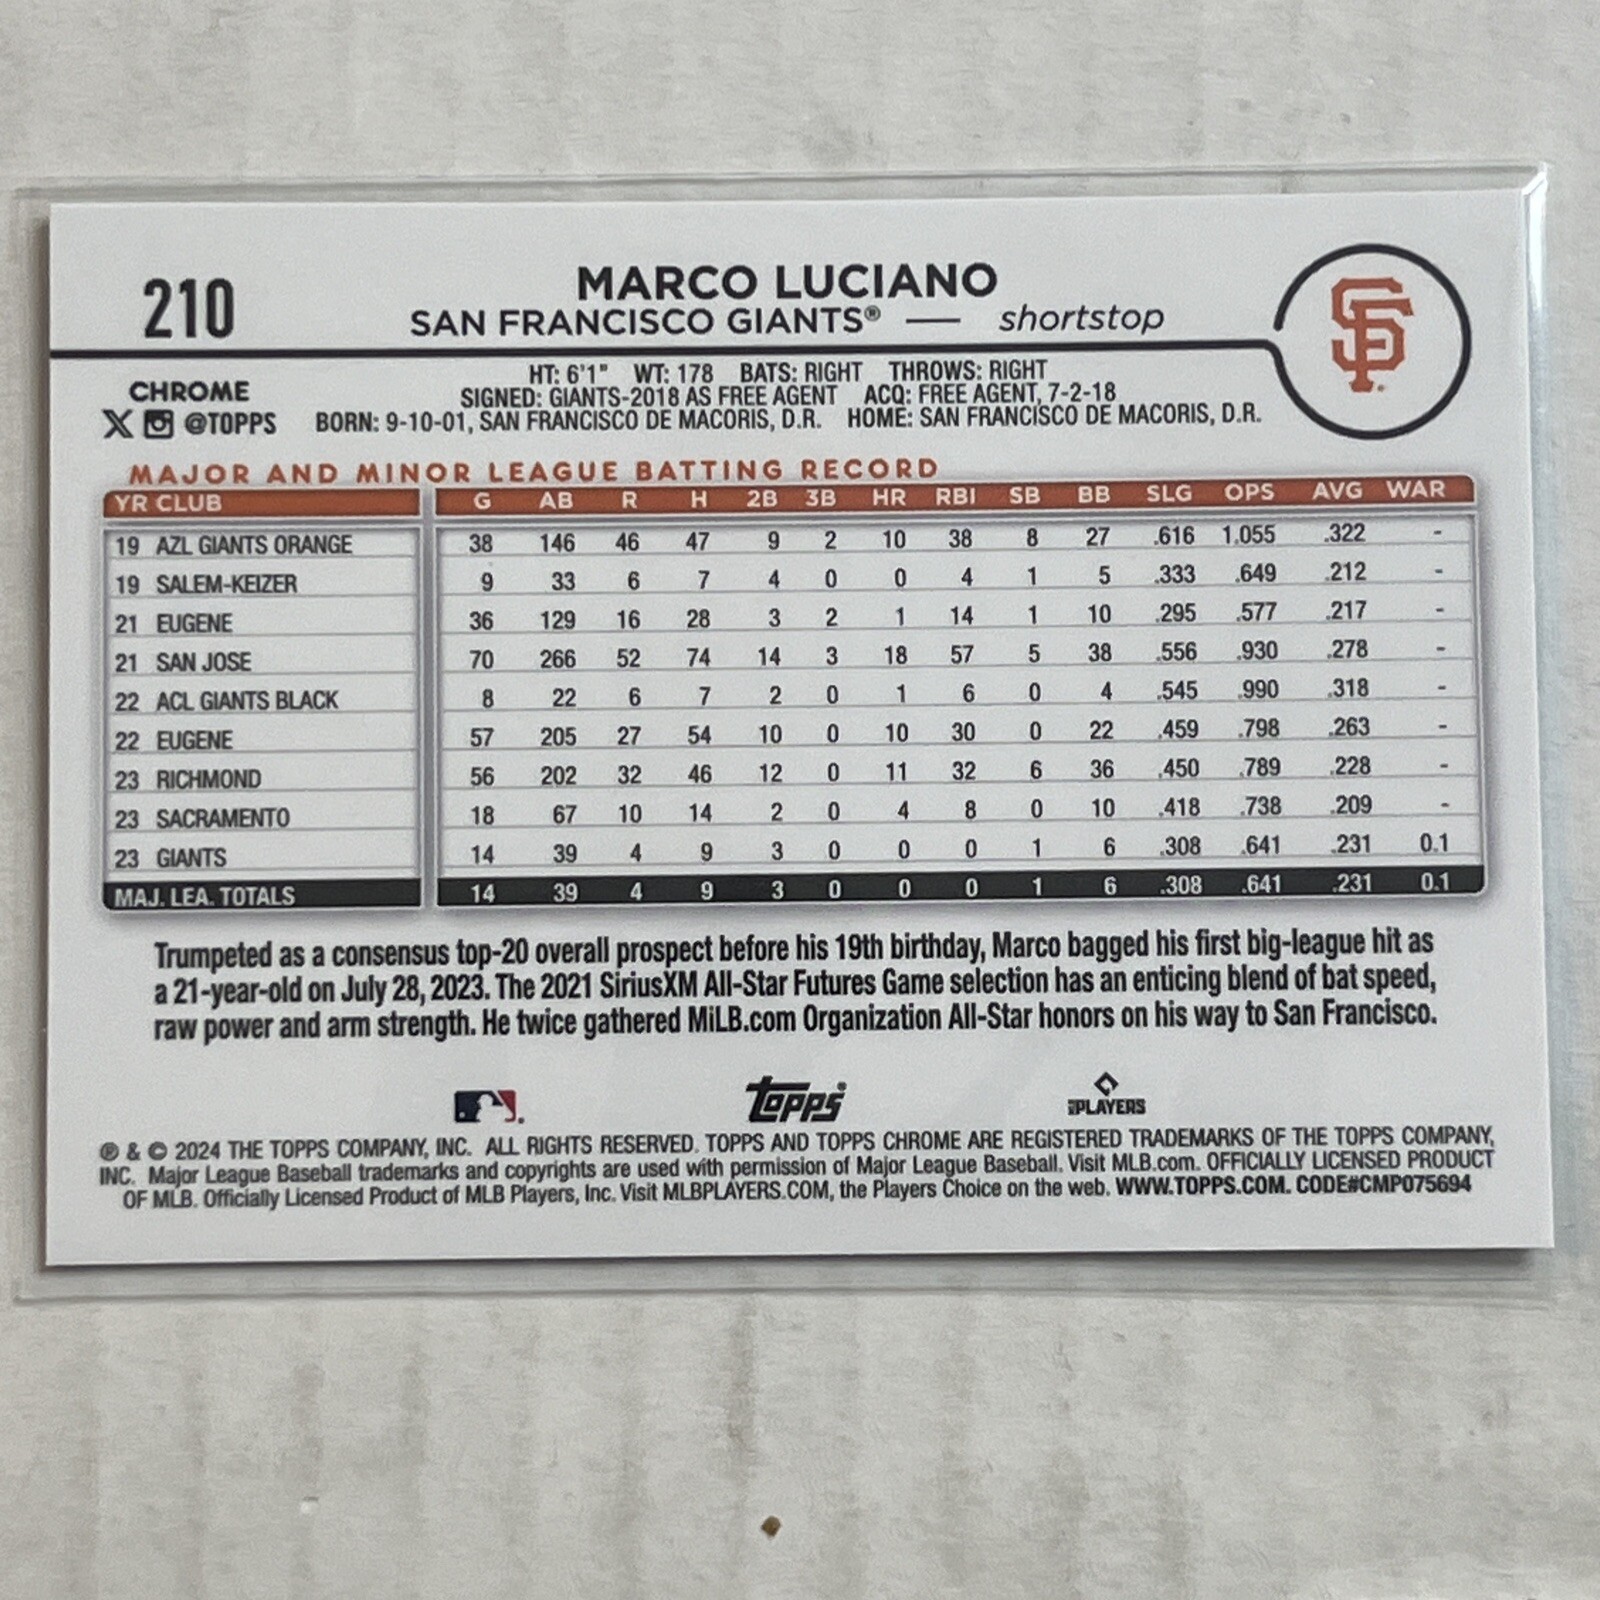 210
MARCO LUCIANO
SAN FRANCISCO GIANTS® — shortstop
SF
CHROME
X @TOPPS
HT: 6'1" WT: 178 BATS: RIGHT THROWS: RIGHT
SIGNED: GIANTS-2018 AS FREE AGENT ACQ: FREE AGENT, 7-2-18
BORN: 9-10-01, SAN FRANCISCO DE MACORIS, D.R. HOME: SAN FRANCISCO DE MACORIS, D.R.
MAJOR AND MINOR LEAGUE BATTING RECORD
YR CLUB G AB R H 2B 3B HR RBI SB BB SLG OPS AVG WAR
19 AZL GIANTS ORANGE 38 146 46 47 9 2 10 38 8 27 .616 1.055 .322 -
19 SALEM-KEIZER 9 33 6 7 4 0 0 4 1 5 .333 .649 .212 -
21 EUGENE 36 129 16 28 3 2 1 14 1 10 .295 .577 .217 -
21 SAN JOSE 70 266 52 74 14 3 18 57 5 38 .556 .930 .278 -
22 ACL GIANTS BLACK 8 22 6 7 2 0 1 6 0 4 .545 .990 .318 -
22 EUGENE 57 205 27 54 10 0 10 30 0 22 .459 .798 .263 -
23 RICHMOND 56 202 32 46 12 0 11 32 6 36 .450 .789 .228 -
23 SACRAMENTO 18 67 10 14 2 0 4 8 0 10 .418 .738 .209 -
23 GIANTS 14 39 4 9 3 0 0 0 1 6 .308 .641 .231 0.1
MAJ. LEA. TOTALS 14 39 4 9 3 0 0 0 1 6 .308 .641 .231 0.1
Trumpeted as a consensus top-20 overall prospect before his 19th birthday, Marco bagged his first big-league hit as
a 21-year-old on July 28, 2023. The 2021 SiriusXM All-Star Futures Game selection has an enticing blend of bat speed,
raw power and arm strength. He twice gathered MiLB.com Organization All-Star honors on his way to San Francisco.
Topps®
MLB PLAYERS
℗ & © 2024 THE TOPPS COMPANY, INC. ALL RIGHTS RESERVED. TOPPS AND TOPPS CHROME ARE REGISTERED TRADEMARKS OF THE TOPPS COMPANY,
INC. Major League Baseball trademarks and copyrights are used with permission of Major League Baseball. Visit MLB.com. OFFICIALLY LICENSED PRODUCT
OF MLB. Officially Licensed Product of MLB Players, Inc. Visit MLBPLAYERS.COM, the Players Choice on the web. WWW.TOPPS.COM. CODE#CMP075694